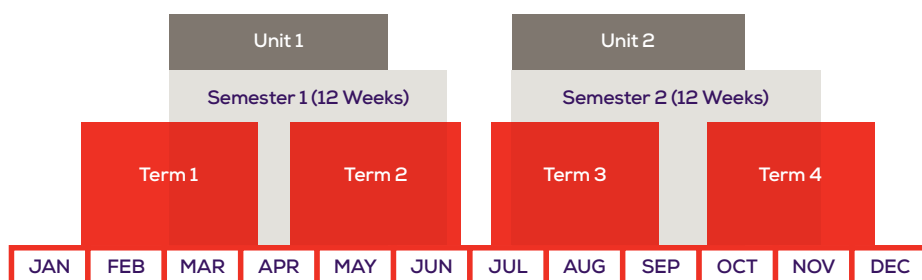 Unit 1
Unit 2
Semester 1 (12 Weeks)
Semester 2 (12 Weeks)
Term 1
Term 2
Term 3
Term 4
JAN
FEB
MAR
APR
MAY
JUN
JUL
AUG
SEP
OCT
NOV
DEC